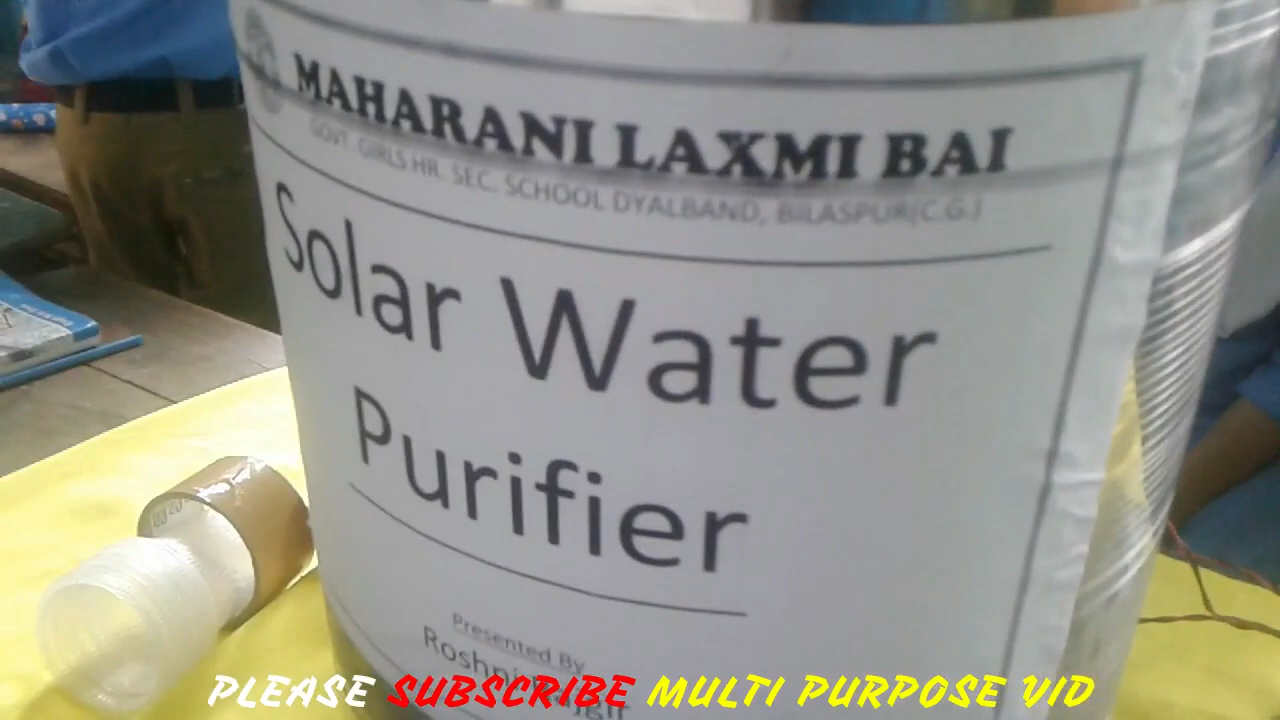 MAHARANI LAXMI BAI
GOVT. GIRLS HR. SEC. SCHOOL DYALBAND, BILASPUR(C.G.)
Solar Water
Purifier
Presented By
Roshni
PLEASE SUBSCRIBE MULTI PURPOSE VID